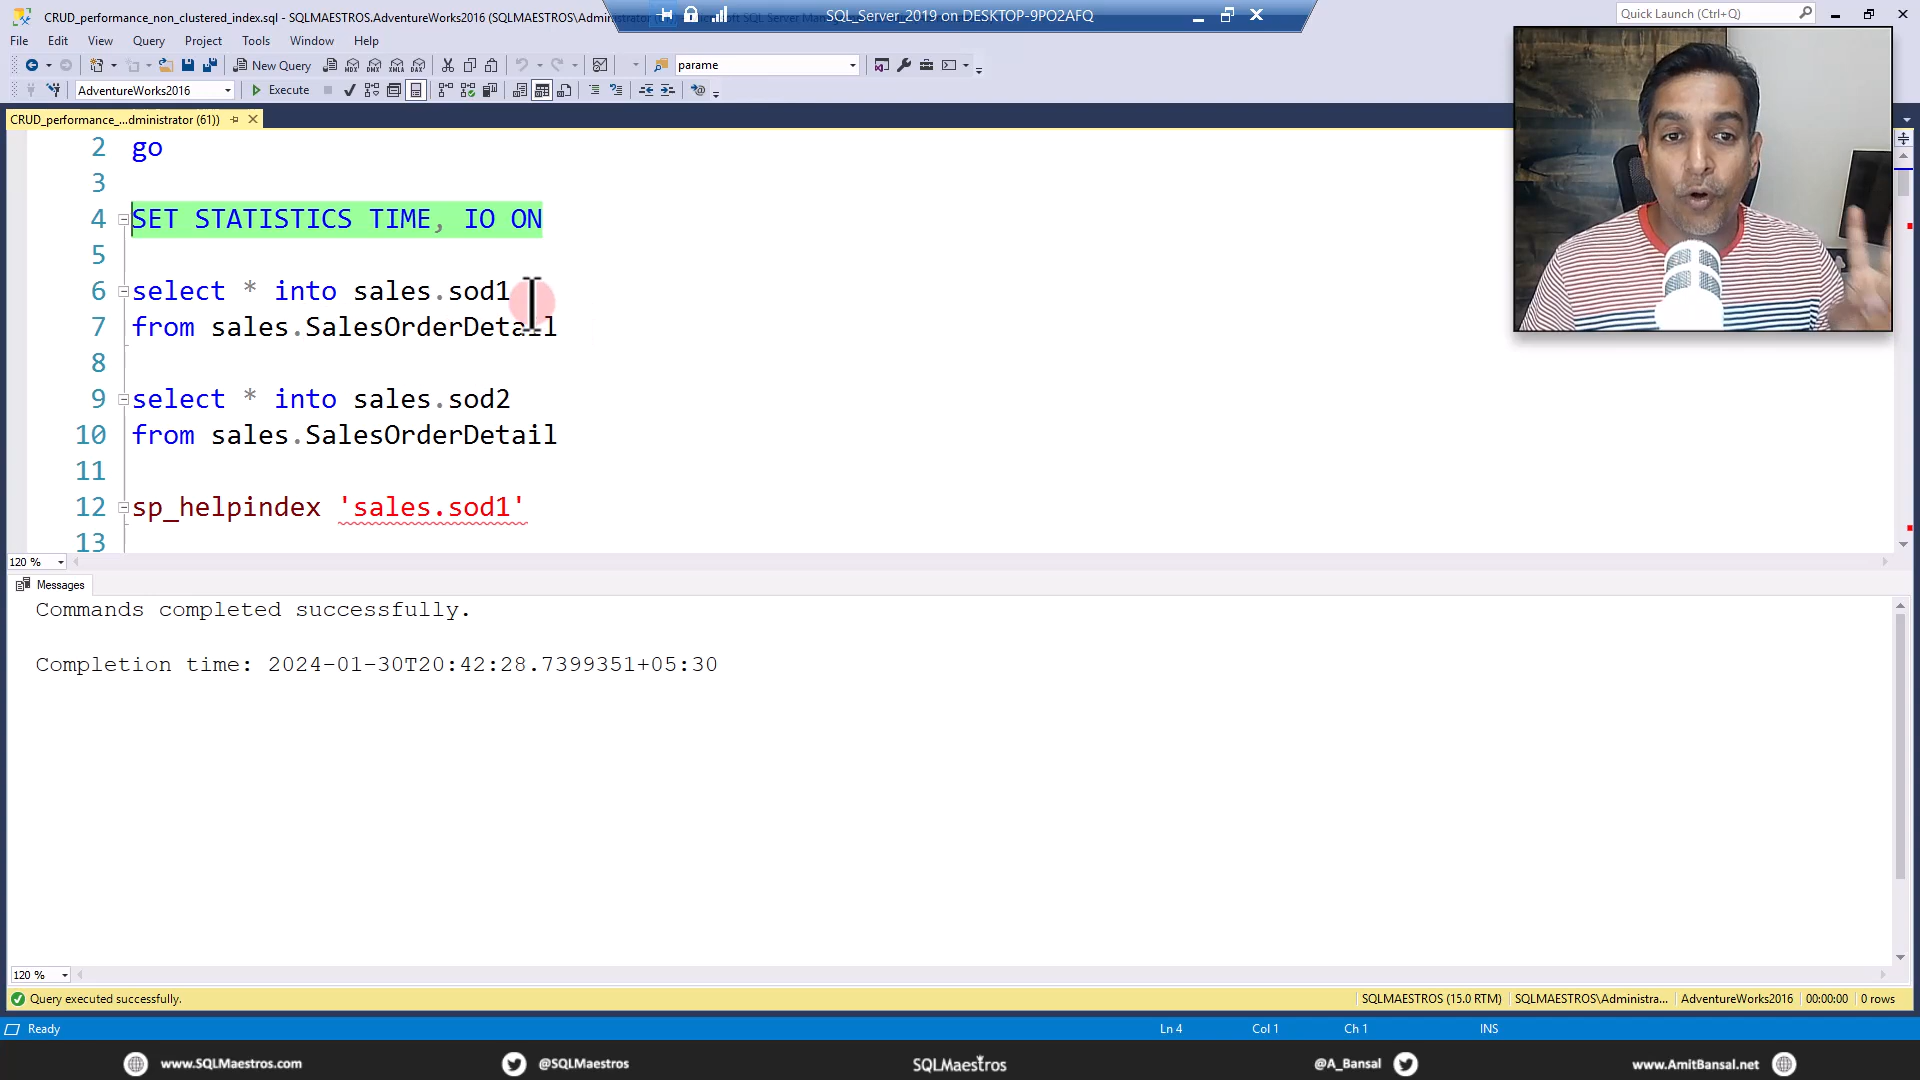 CRUD_performance_non_clustered_index.sql - SQLMAESTROS.AdventureWorks2016 (SQLMAESTROS\Adminis
SQL_Server_2019 on DESKTOP-9PO2AFQ
Quick Launch (Ctrl+Q)
File Edit View Query Project Tools Window Help
New Query
parame
AdventureWorks2016
Execute
CRUD_performance_...dministrator (61))
2 go
3
4 SET STATISTICS TIME, IO ON
5
6 select * into sales.sod1
7 from sales.SalesOrderDetail
8
9 select * into sales.sod2
10 from sales.SalesOrderDetail
11
12 sp_helpindex 'sales.sod1'
13
120 %
Messages
Commands completed successfully.
Completion time: 2024-01-30T20:42:28.7399351+05:30
120 %
Query executed successfully.
SQLMAESTROS (15.0 RTM) SQLMAESTROS\Administra... AdventureWorks2016 00:00:00 0 rows
Ready
Ln 4 Col 1 Ch 1 INS
www.SQLMaestros.com @SQLMaestros SQLMaestros @A_Bansal www.AmitBansal.net